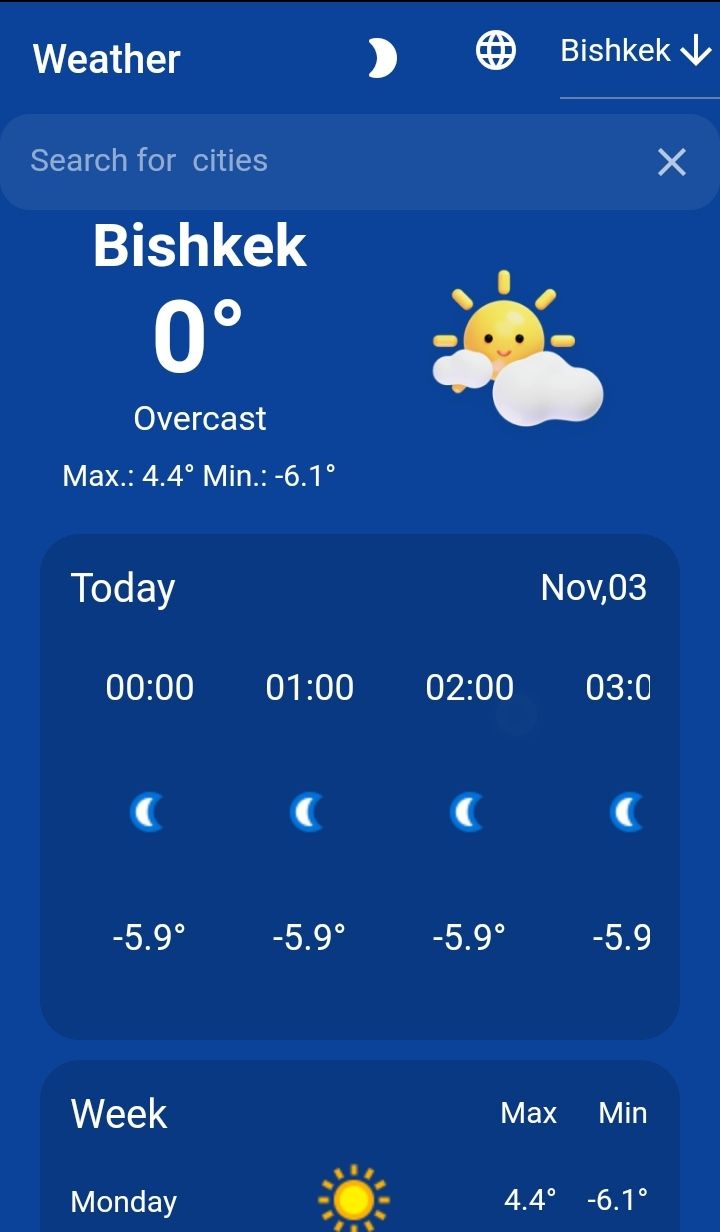 Weather Bishkek
Search for  cities
Bishkek
0°
Overcast
Max.: 4.4° Min.: -6.1°
Today Nov,03
00:00 01:00 02:00 03:0
-5.9° -5.9° -5.9° -5.9
Week Max Min
Monday 4.4° -6.1°